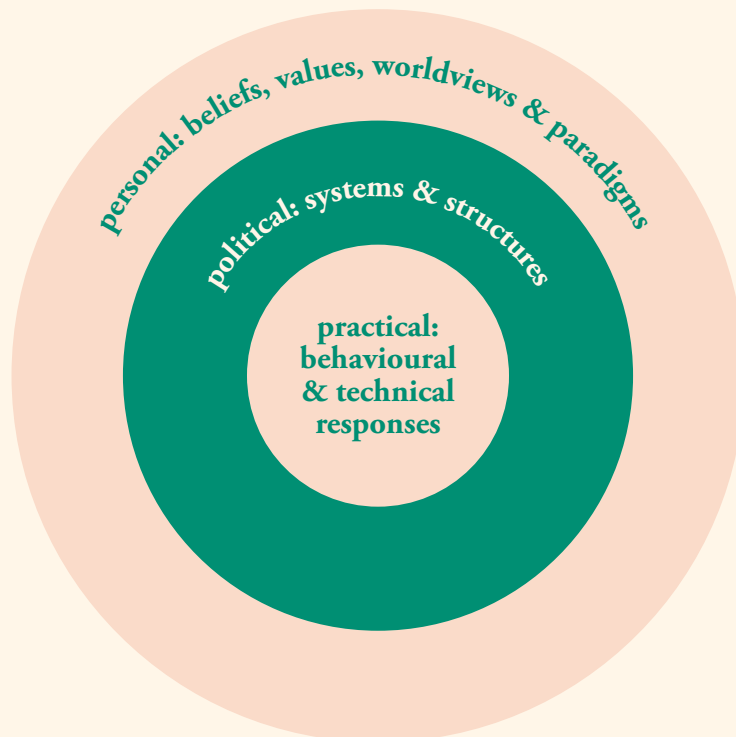 personal: beliefs, values, worldviews & paradigms
political: systems & structures
practical:
behavioural
& technical
responses